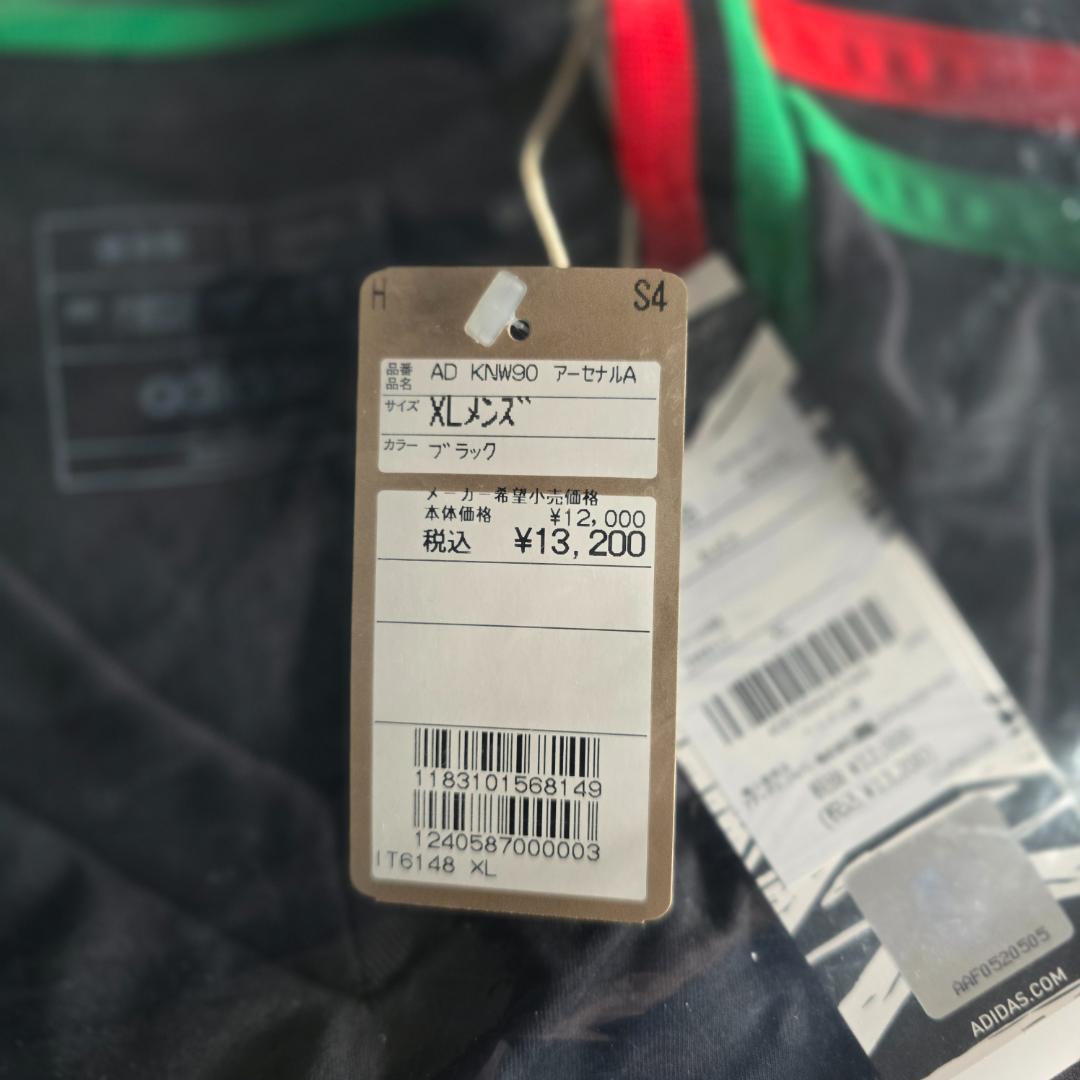 H S4
品番 品名 AD KNW90 アーセナルA
サイズ XLメンズ
カラー ブラック
メーカー希望小売価格
本体価格 ¥12,000
税込 ¥13,200
1183101568149
1240587000003
IT6148 XL
AAF0520505
ADIDAS.COM